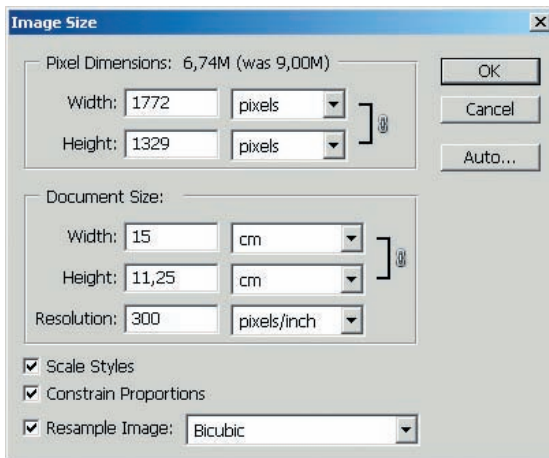 Image Size
Pixel Dimensions: 6,74M (was 9,00M)
Width: 1772 pixels
Height: 1329 pixels
OK
Cancel
Auto...
Document Size:
Width: 15 cm
Height: 11,25 cm
Resolution: 300 pixels/inch
Scale Styles
Constrain Proportions
Resample Image: Bicubic